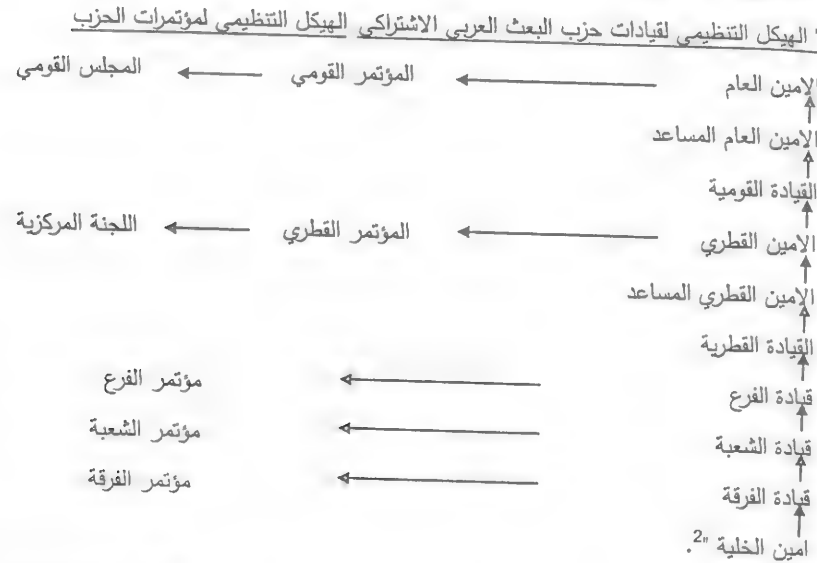 " الهيكل التنظيمي لقيادات حزب البعث العربي الاشتراكي الهيكل التنظيمي لمؤتمرات الحزب
الامين العام المؤتمر القومي المجلس القومي
الامين العام المساعد
القيادة القومية
الامين القطري المؤتمر القطري اللجنة المركزية
الامين القطري المساعد
القيادة القطرية
قيادة الفرع مؤتمر الفرع
قيادة الشعبة مؤتمر الشعبة
قيادة الفرقة مؤتمر الفرقة
امين الخلية "2.